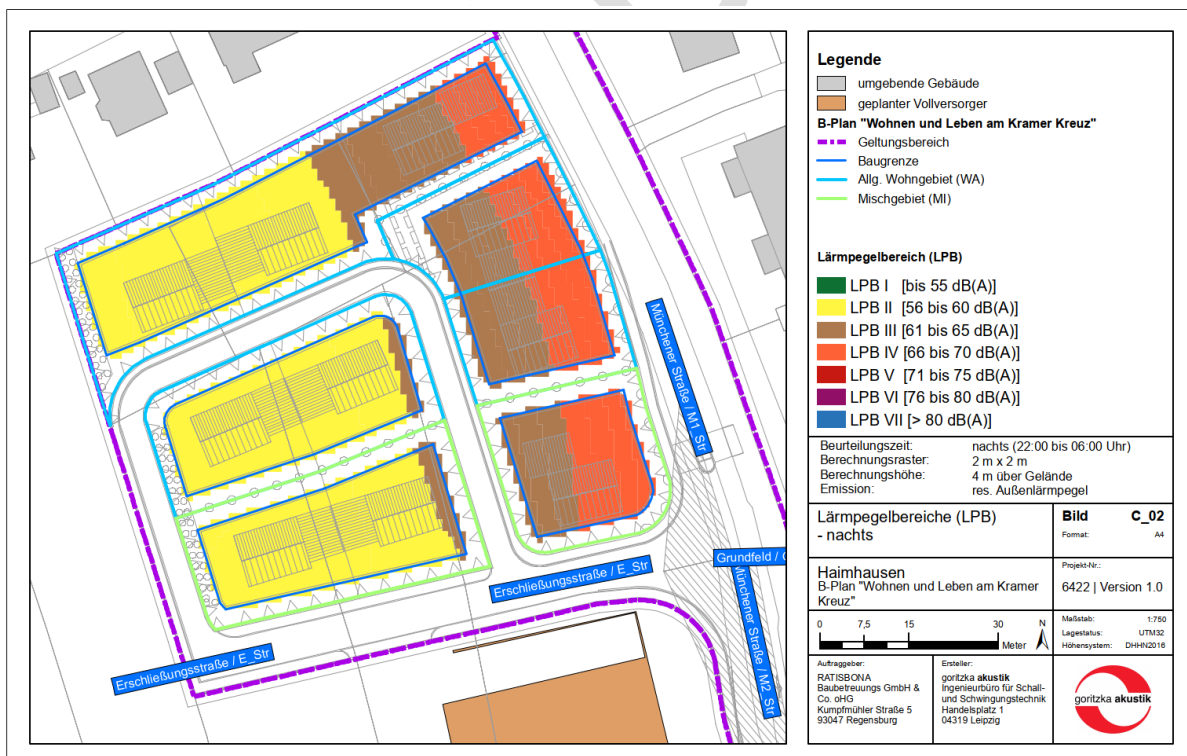 Münchener Straße / M1_Str
Erschließungsstraße / E_Str
Grundfeld /
Münchener Straße / M2_Str
Erschließungsstraße / E_Str
Legende
umgebende Gebäude
geplanter Vollversorger
B-Plan "Wohnen und Leben am Kramer Kreuz"
Geltungsbereich
Baugrenze
Allg. Wohngebiet (WA)
Mischgebiet (MI)
Lärmpegelbereich (LPB)
LPB I [bis 55 dB(A)]
LPB II [56 bis 60 dB(A)]
LPB III [61 bis 65 dB(A)]
LPB IV [66 bis 70 dB(A)]
LPB V [71 bis 75 dB(A)]
LPB VI [76 bis 80 dB(A)]
LPB VII [> 80 dB(A)]
Beurteilungszeit: nachts (22:00 bis 06:00 Uhr)
Berechnungsraster: 2 m x 2 m
Berechnungshöhe: 4 m über Gelände
Emission: res. Außenlärmpegel
Lärmpegelbereiche (LPB)
- nachts
Bild C_02
Format: A4
Haimhausen
B-Plan "Wohnen und Leben am Kramer
Kreuz"
Projekt-Nr.:
6422 | Version 1.0
0 7,5 15 30 N
Meter
Maßstab: 1:750
Lagestatus: UTM32
Höhensystem: DHHN2016
Auftraggeber:
RATISBONA
Baubetreuungs GmbH &
Co. oHG
Kumpfmühler Straße 5
93047 Regensburg
Ersteller:
goritzka akustik
Ingenieurbüro für Schall-
und Schwingungstechnik
Handelsplatz 1
04319 Leipzig
goritzka akustik